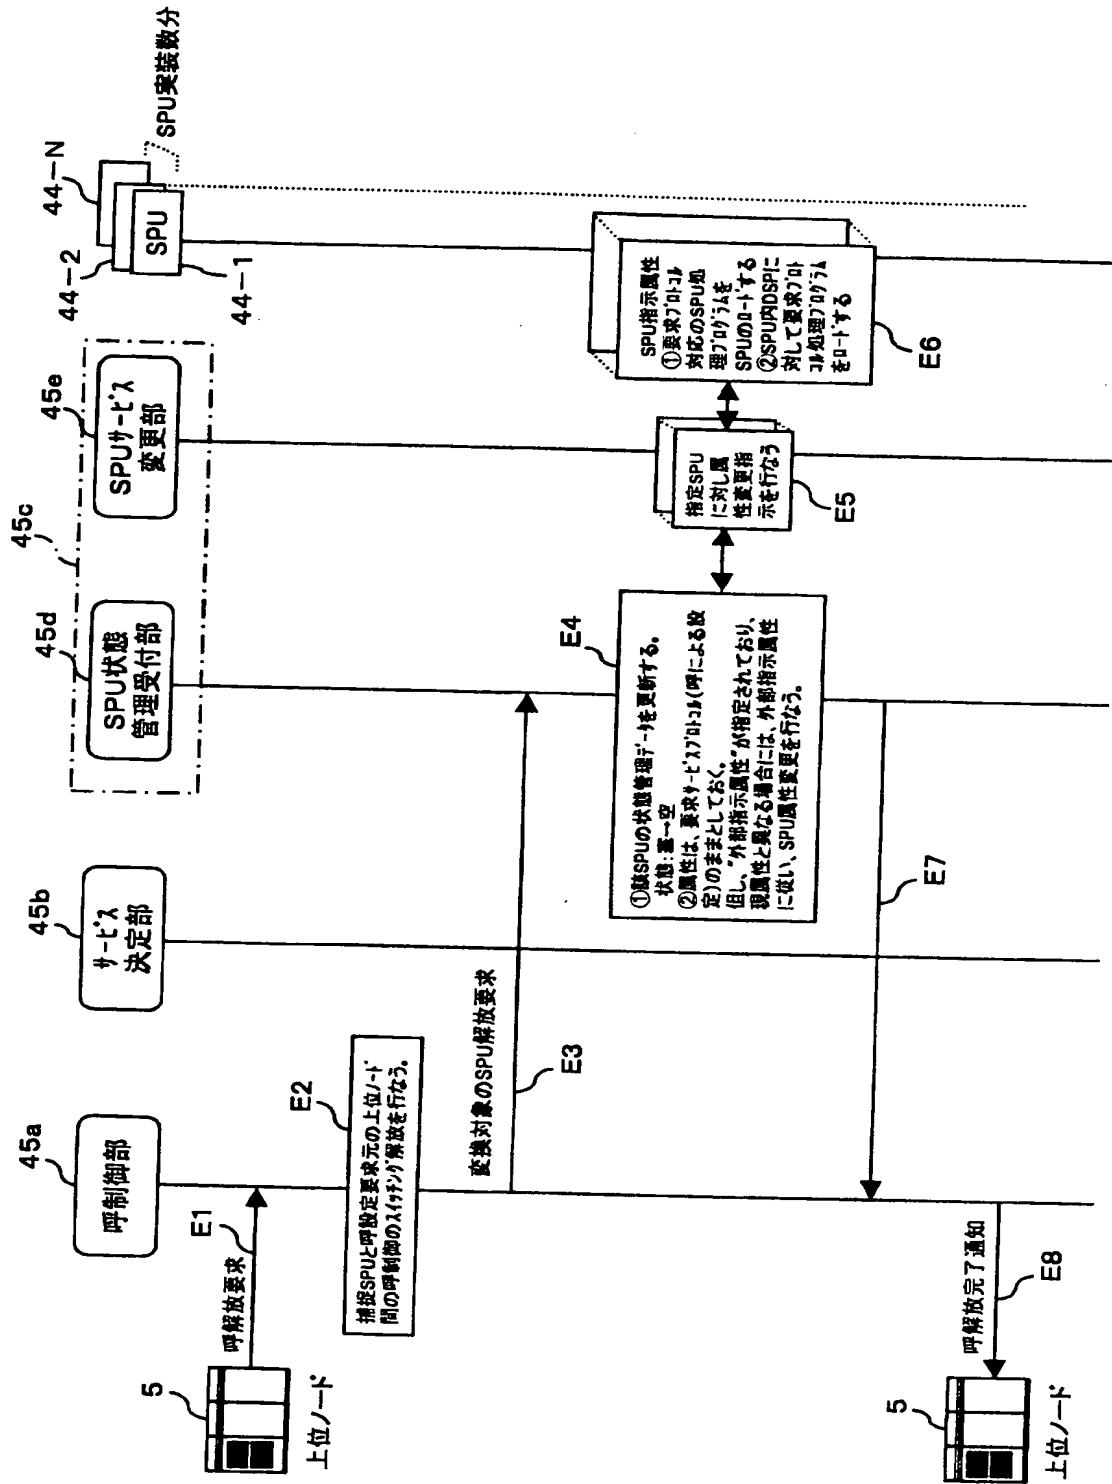 5
上位ノード
呼解放要求
E1
45a
呼制御部
45b
サービス
決定部
45c
45d
SPU状態
管理受付部
45e
SPUサービス
変更部
44-2
44-N
SPU
44-1
SPU実装数分
E2
捕捉SPUと呼設定要求元の上位ノード
間の呼制御のスイッチング解放を行なう。
変換対象のSPU解放要求
E3
E4
①該SPUの状態管理データを更新する。
状態:塞→空
②属性は、要求サービスプロトコル(呼による設
定)のままとしておく。
但し、"外部指示属性"が指定されており、
現属性と異なる場合には、外部指示属性
に従い、SPU属性変更を行なう。
指定SPU
に対し属
性変更指
示を行なう
E5
SPU指示属性
①要求プロトコル
対応のSPU処
理プログラムを
SPUのロードする
②SPU内DSPに
対して要求プロト
コル処理プログラム
をロードする
E6
E7
呼解放完了通知
E8
5
上位ノード